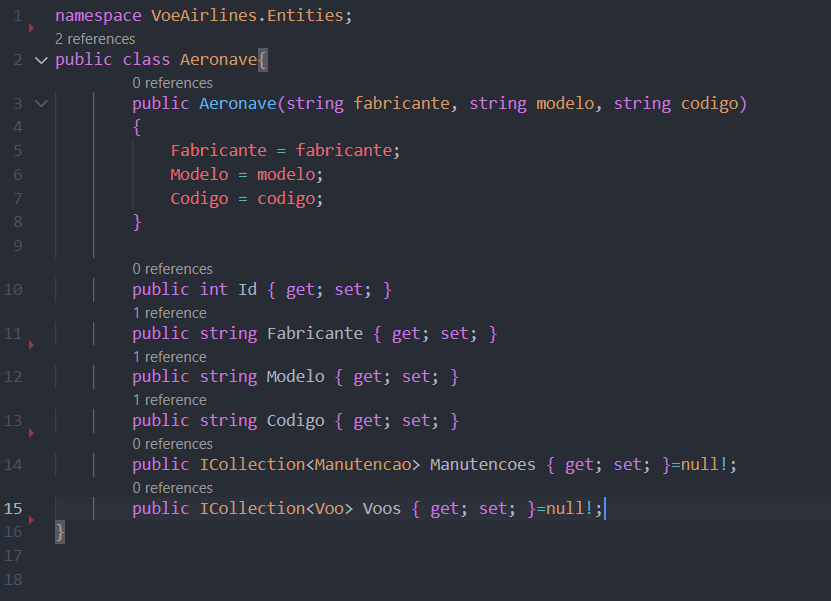 1 namespace VoeAirlines.Entities;
2 references
2 public class Aeronave{
0 references
3 public Aeronave(string fabricante, string modelo, string codigo)
4 {
5 Fabricante = fabricante;
6 Modelo = modelo;
7 Codigo = codigo;
8 }
9
0 references
10 public int Id { get; set; }
1 reference
11 public string Fabricante { get; set; }
1 reference
12 public string Modelo { get; set; }
1 reference
13 public string Codigo { get; set; }
0 references
14 public ICollection<Manutencao> Manutencoes { get; set; }=null!;
0 references
15 public ICollection<Voo> Voos { get; set; }=null!;
16 }
17
18